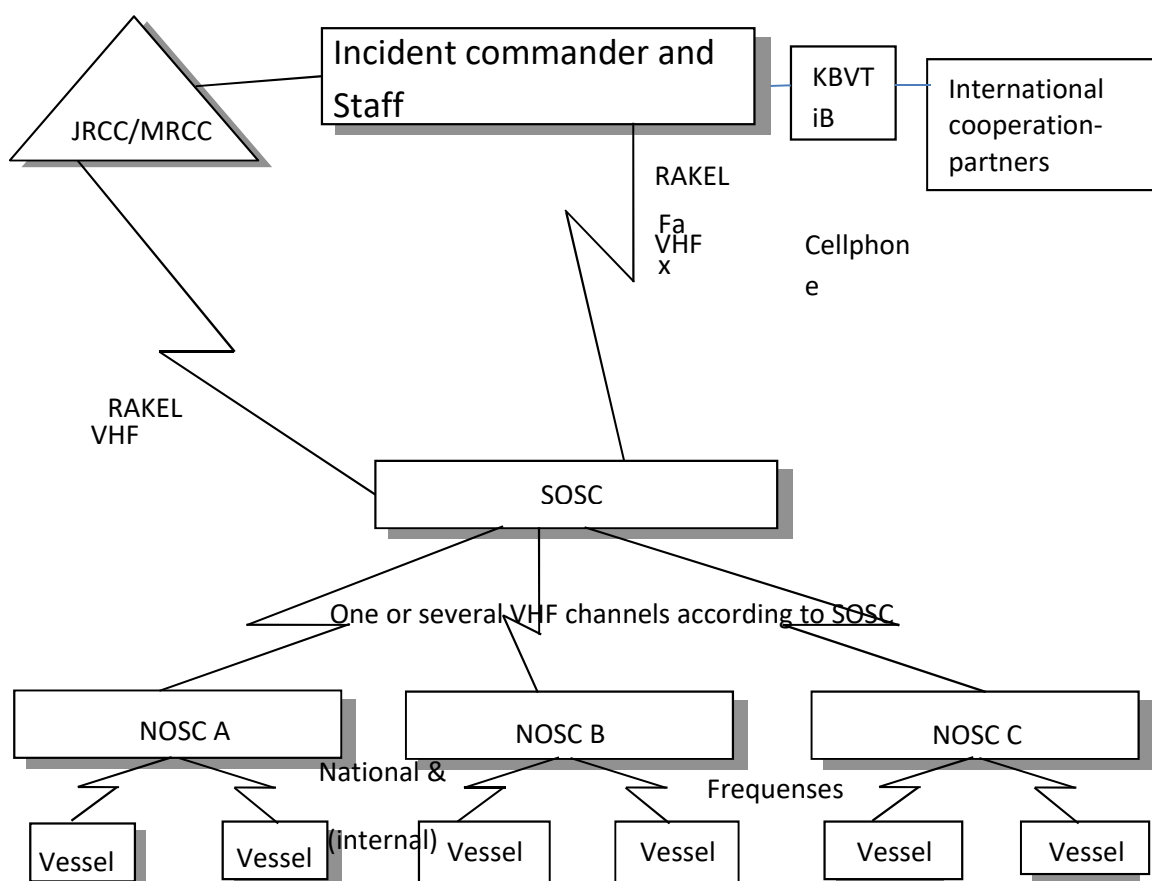 Incident commander and
Staff
KBVT
iB
International
cooperation-
partners
JRCC/MRCC
RAKEL
Fa
VHF
x
Cellphon
e
RAKEL
VHF
SOSC
One or several VHF channels according to SOSC
NOSC A
NOSC B
NOSC C
National &
Frequenses
(internal)
Vessel
Vessel
Vessel
Vessel
Vessel
Vessel